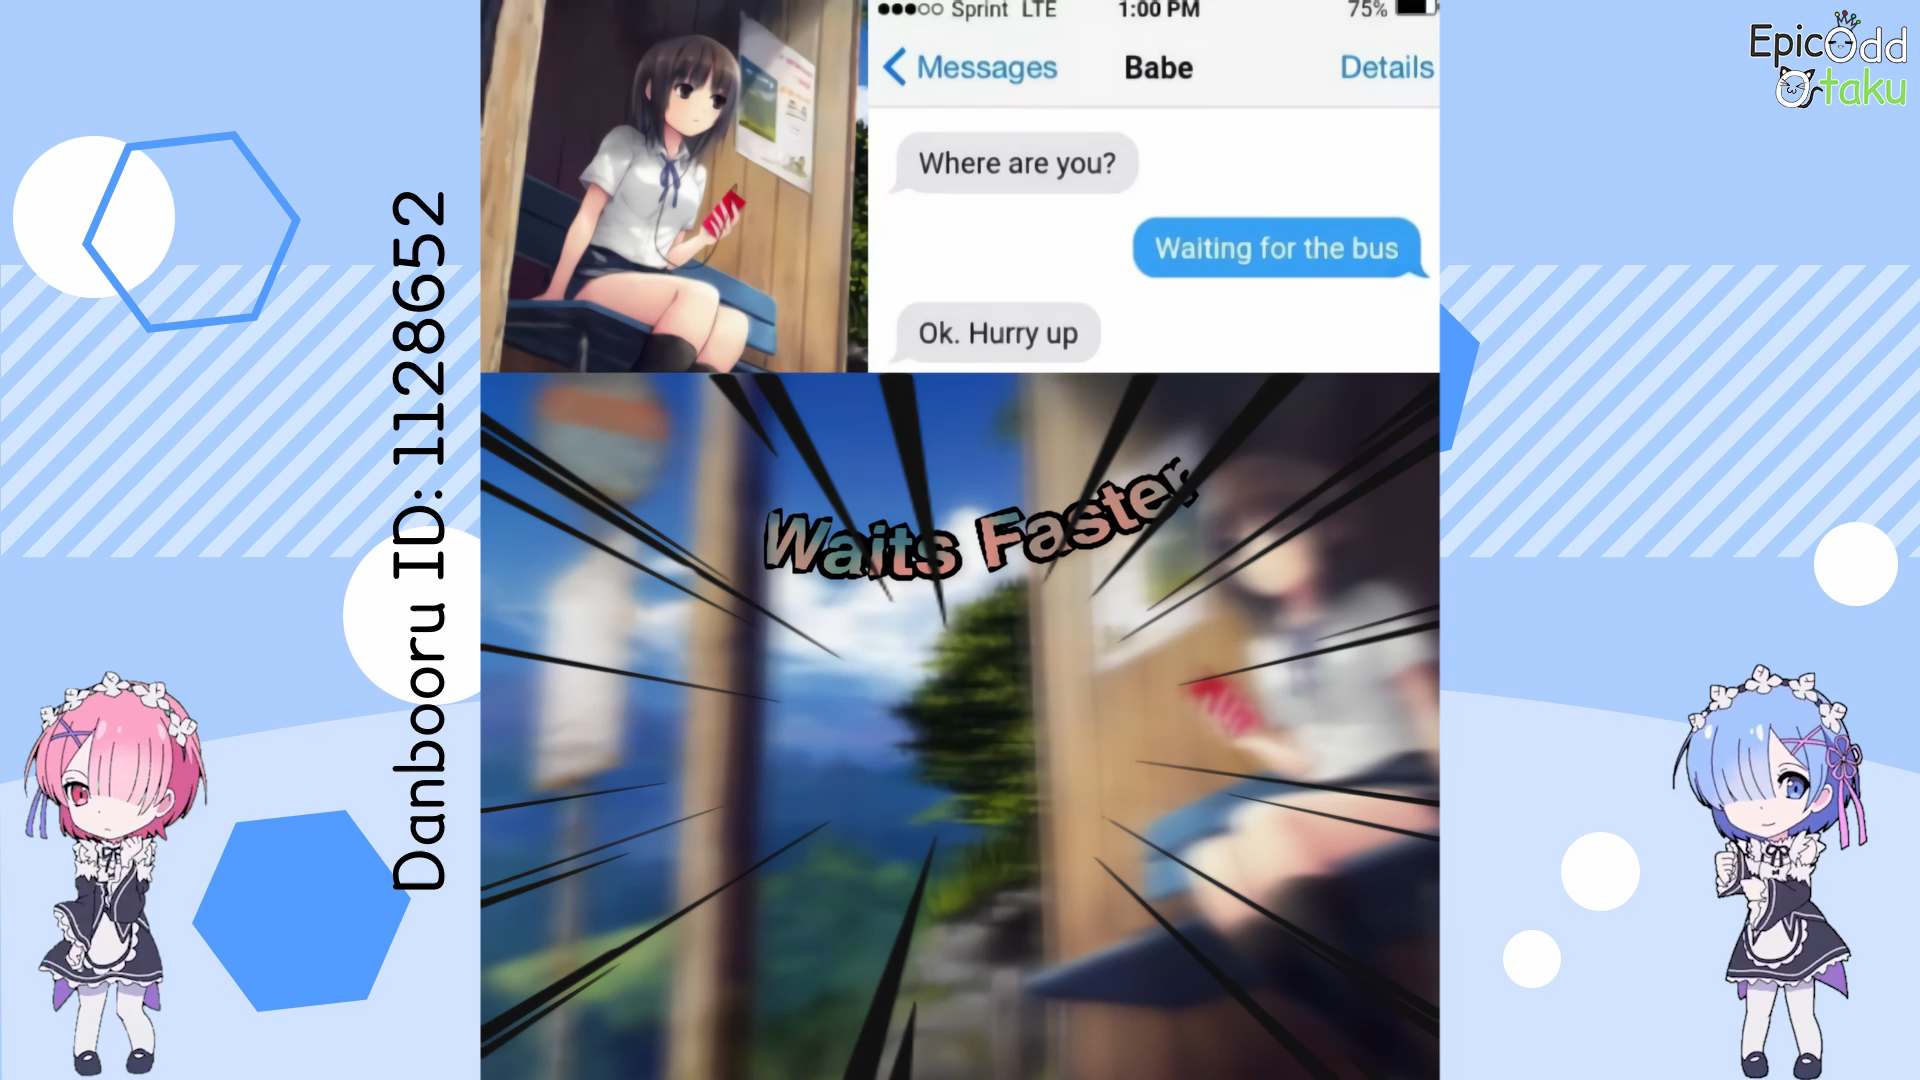 Danbooru ID: 1128652
●●●○○ Sprint LTE 1:00 PM 75%
Messages Babe Details
Where are you?
Waiting for the bus
Ok. Hurry up
Waits Faster
EpicOdd
Otaku